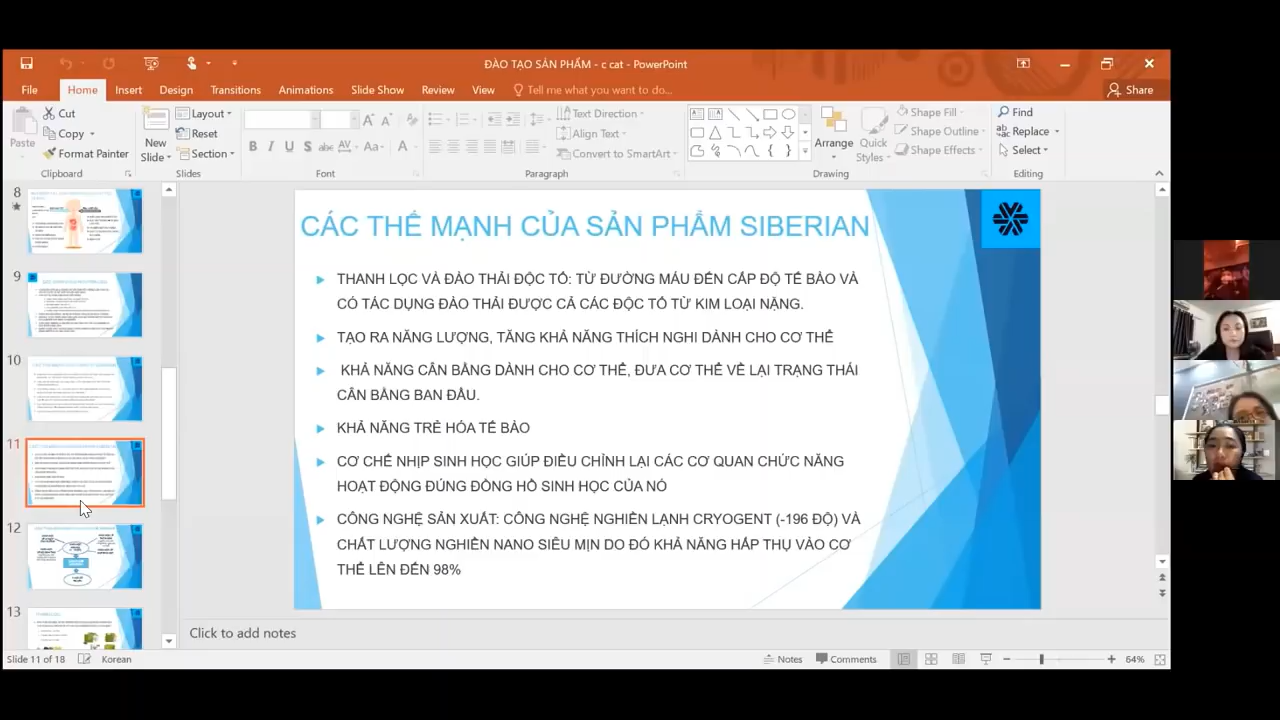 ĐÀO TẠO SẢN PHẨM - c cat - PowerPoint
File Home Insert Design Transitions Animations Slide Show Review View Tell me what you want to do... Share
Cut
Copy
Format Painter
Paste
Clipboard
New Slide
Layout
Reset
Section
Slides
Font
Text Direction
Align Text
Convert to SmartArt
Paragraph
Arrange
Quick Styles
Shape Fill
Shape Outline
Shape Effects
Drawing
Find
Replace
Select
Editing
8
9
10
11
12
13
CÁC THẾ MẠNH CỦA SẢN PHẨM SIBERIAN
THANH LỌC VÀ ĐÀO THẢI ĐỘC TỐ: TỪ ĐƯỜNG MÁU ĐẾN CẤP ĐỘ TẾ BÀO VÀ
CÓ TÁC DỤNG ĐÀO THẢI ĐƯỢC CẢ CÁC ĐỘC TỐ TỪ KIM LOẠI NẶNG.
TẠO RA NĂNG LƯỢNG, TĂNG KHẢ NĂNG THÍCH NGHI DÀNH CHO CƠ THỂ
KHẢ NĂNG CÂN BẰNG DÀNH CHO CƠ THỂ, ĐƯA CƠ THỂ VỀ LẠI TRẠNG THÁI
CÂN BẰNG BAN ĐẦU.
KHẢ NĂNG TRẺ HÓA TẾ BÀO
CƠ CHẾ NHỊP SINH HỌC GIÚP ĐIỀU CHỈNH LẠI CÁC CƠ QUAN CHỨC NĂNG
HOẠT ĐỘNG ĐÚNG ĐỒNG HỒ SINH HỌC CỦA NÓ
CÔNG NGHỆ SẢN XUẤT: CÔNG NGHỆ NGHIỀN LẠNH CRYOGENT (-196 ĐỘ) VÀ
CHẤT LƯỢNG NGHIỀN NANO SIÊU MỊN DO ĐÓ KHẢ NĂNG HẤP THỤ VÀO CƠ
THỂ LÊN ĐẾN 98%
Click to add notes
Slide 11 of 18 Korean Notes Comments 64%